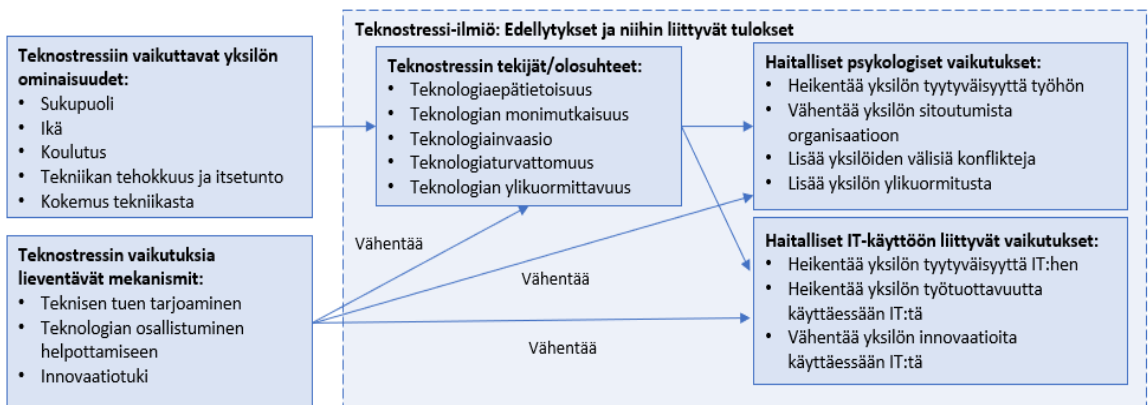 Teknostressi-ilmiö: Edellytykset ja niihin liittyvät tulokset
Teknostressiin vaikuttavat yksilön
ominaisuudet:
• Sukupuoli
• Ikä
• Koulutus
• Tekniikan tehokkuus ja itsetunto
• Kokemus tekniikasta
Teknostressin vaikutuksia
lieventävät mekanismit:
• Teknisen tuen tarjoaminen
• Teknologian osallistuminen
helpottamiseen
• Innovaatiotuki
Teknostressin tekijät/olosuhteet:
• Teknologiaepätietoisuus
• Teknologian monimutkaisuus
• Teknologiainvaasio
• Teknologiaturvattomuus
• Teknologian ylikuormittavuus
Vähentää
Vähentää
Vähentää
Haitalliset psykologiset vaikutukset:
• Heikentää yksilön tyytyväisyyttä työhön
• Vähentää yksilön sitoutumista
organisaatioon
• Lisää yksilöiden välisiä konflikteja
• Lisää yksilön ylikuormitusta
Haitalliset IT-käyttöön liittyvät vaikutukset:
• Heikentää yksilön tyytyväisyyttä IT:hen
• Heikentää yksilön työtuottavuutta
käyttäessään IT:tä
• Vähentää yksilön innovaatioita
käyttäessään IT:tä